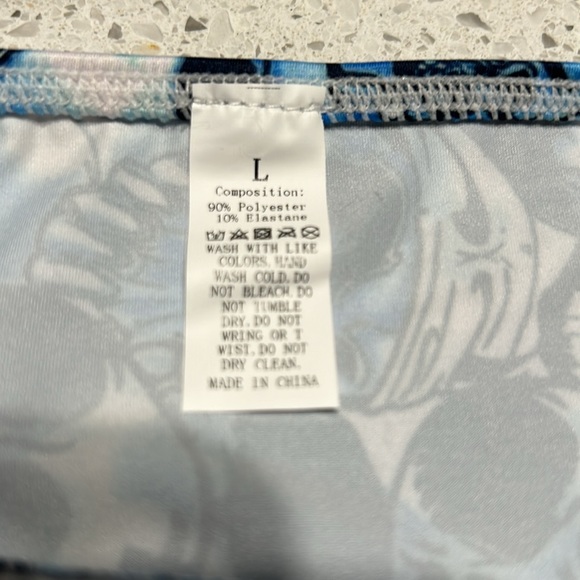 L
Composition:
90% Polyester
10% Elastane
WASH WITH LIKE
COLORS. HAND
WASH COLD. DO
NOT BLEACH. DO
NOT TUMBLE
DRY. DO NOT
WRING OR T
WIST. DO NOT
DRY CLEAN.
MADE IN CHINA